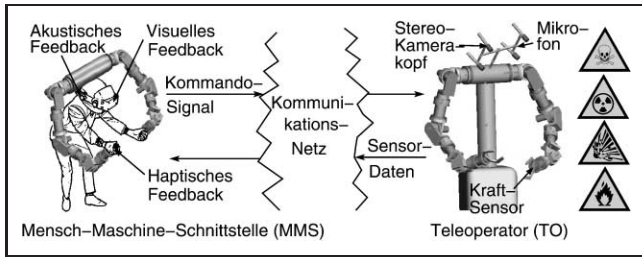 Akustisches
Feedback
Visuelles
Feedback
Kommando–
Signal
Haptisches
Feedback
Mensch–Maschine–Schnittstelle (MMS)
Kommuni–
kations–
Netz
Sensor–
Daten
Stereo–
Kamera–
kopf
Mikro–
fon
Kraft–
Sensor
Teleoperator (TO)